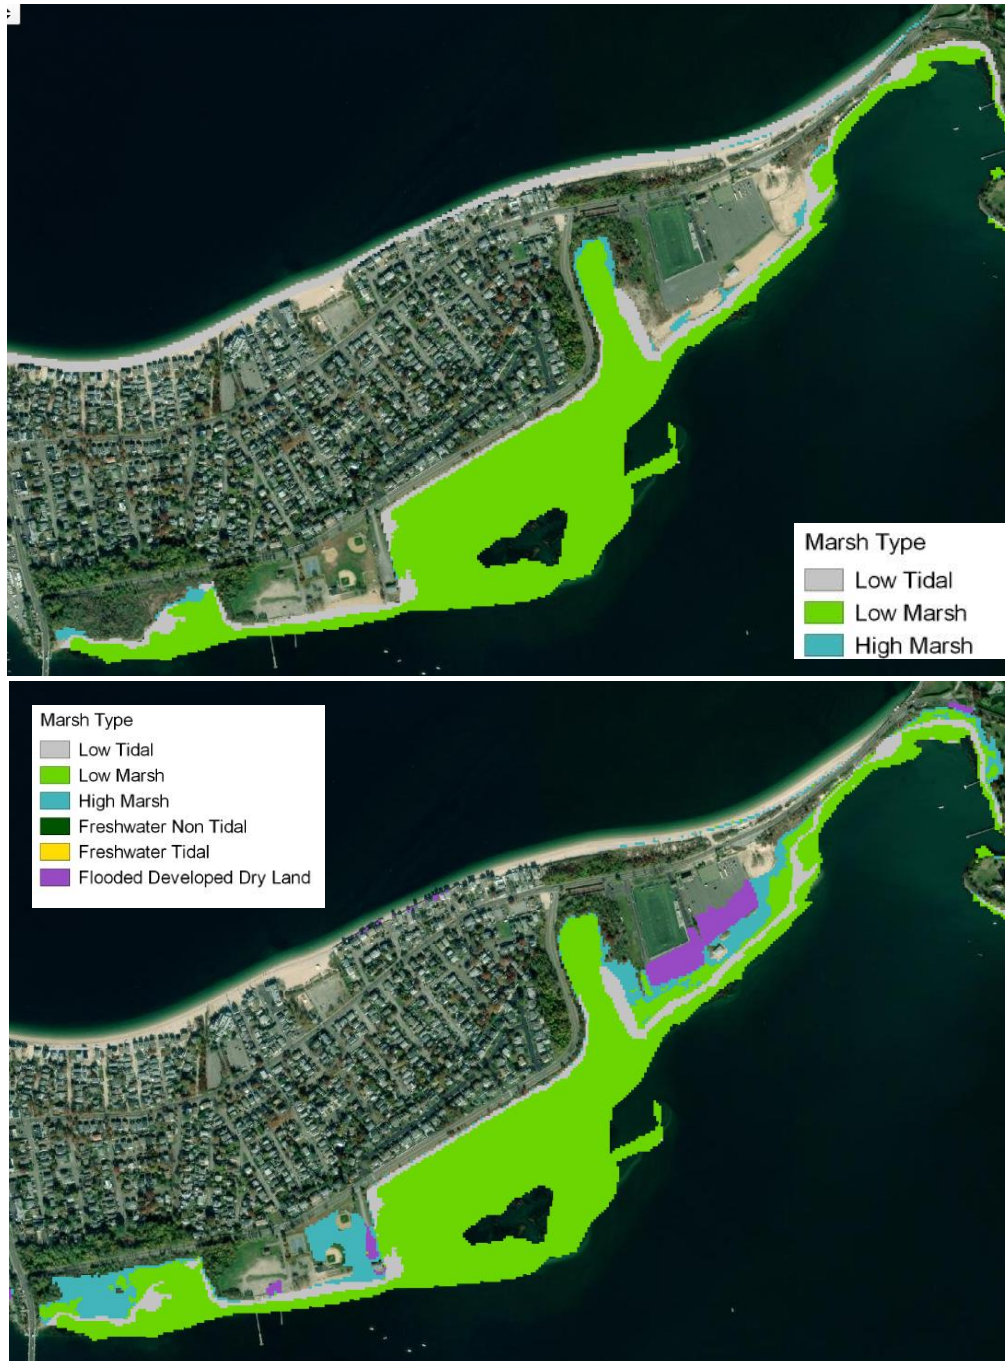 Marsh Type
Low Tidal
Low Marsh
High Marsh
Marsh Type
Low Tidal
Low Marsh
High Marsh
Freshwater Non Tidal
Freshwater Tidal
Flooded Developed Dry Land